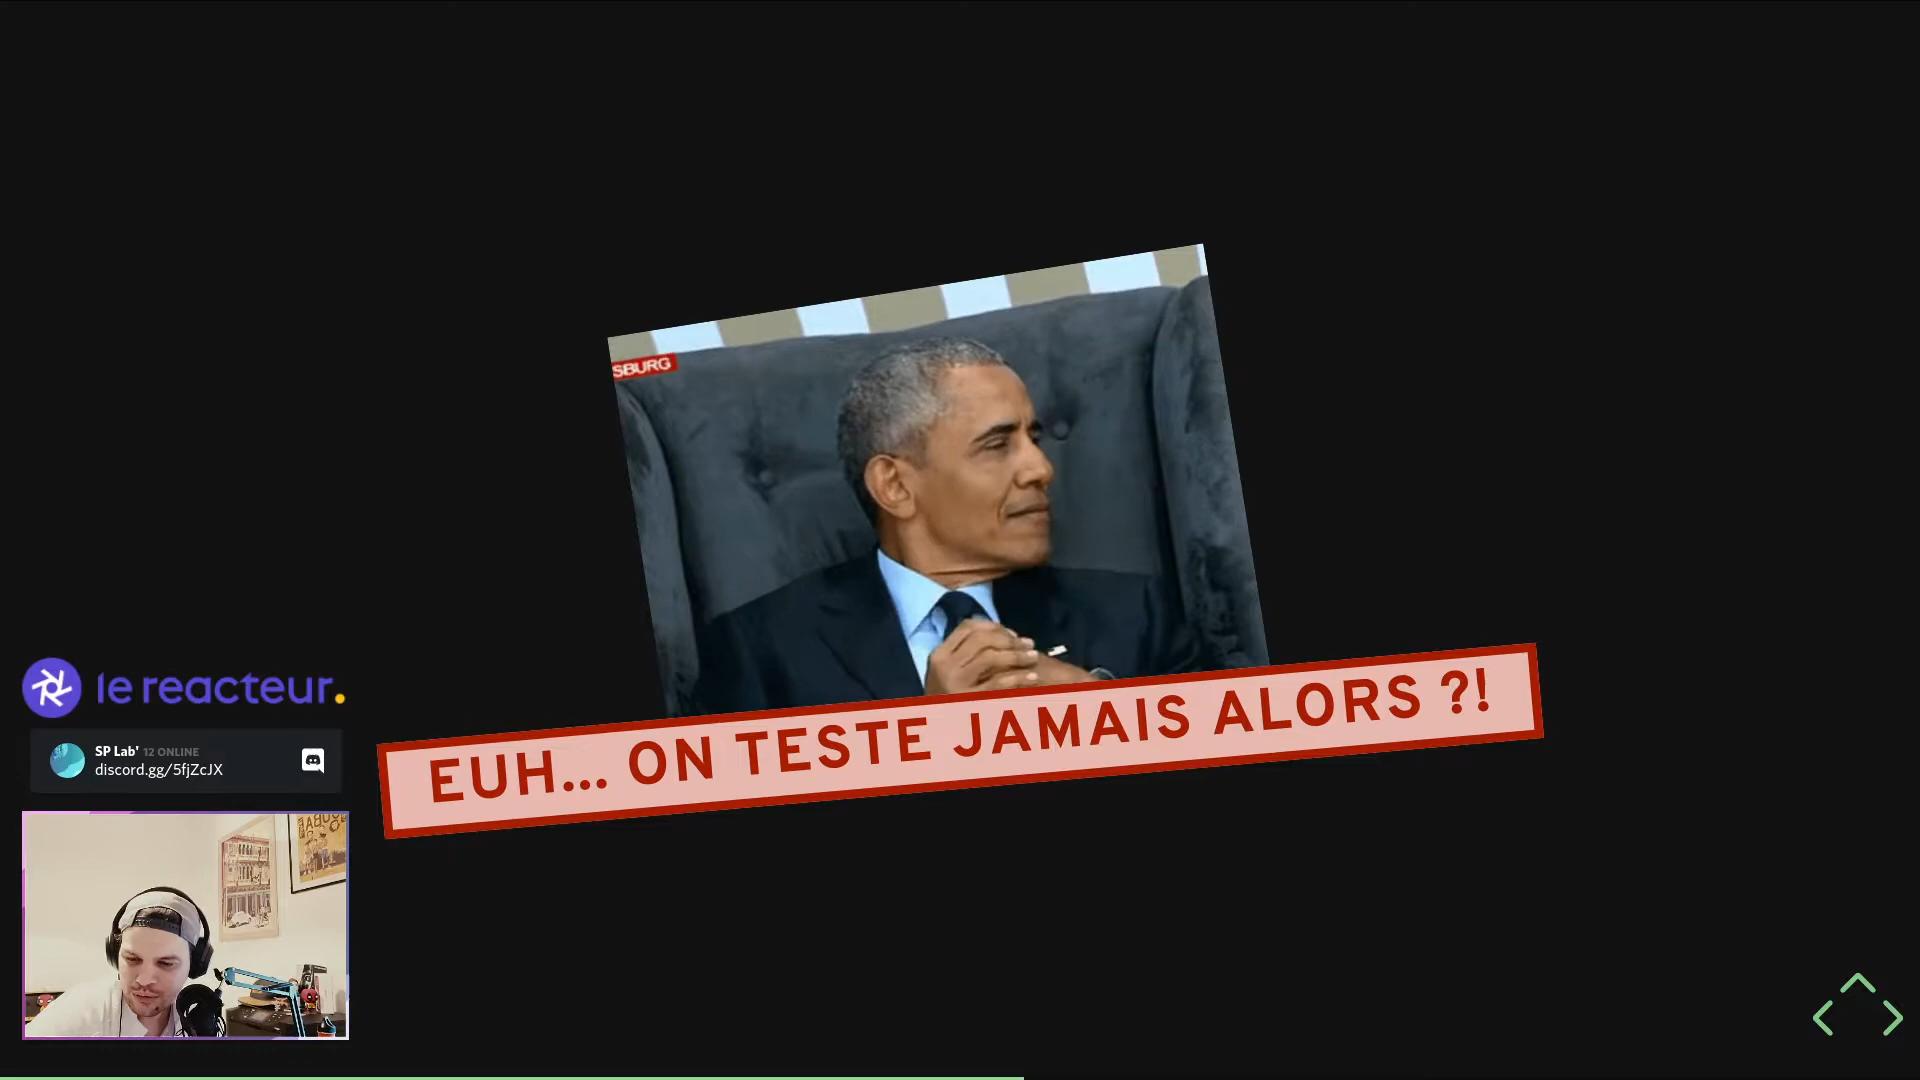 SBURG
EUH... ON TESTE JAMAIS ALORS ?!
le reacteur.
SP Lab' 12 ONLINE
discord.gg/5fjZcJX